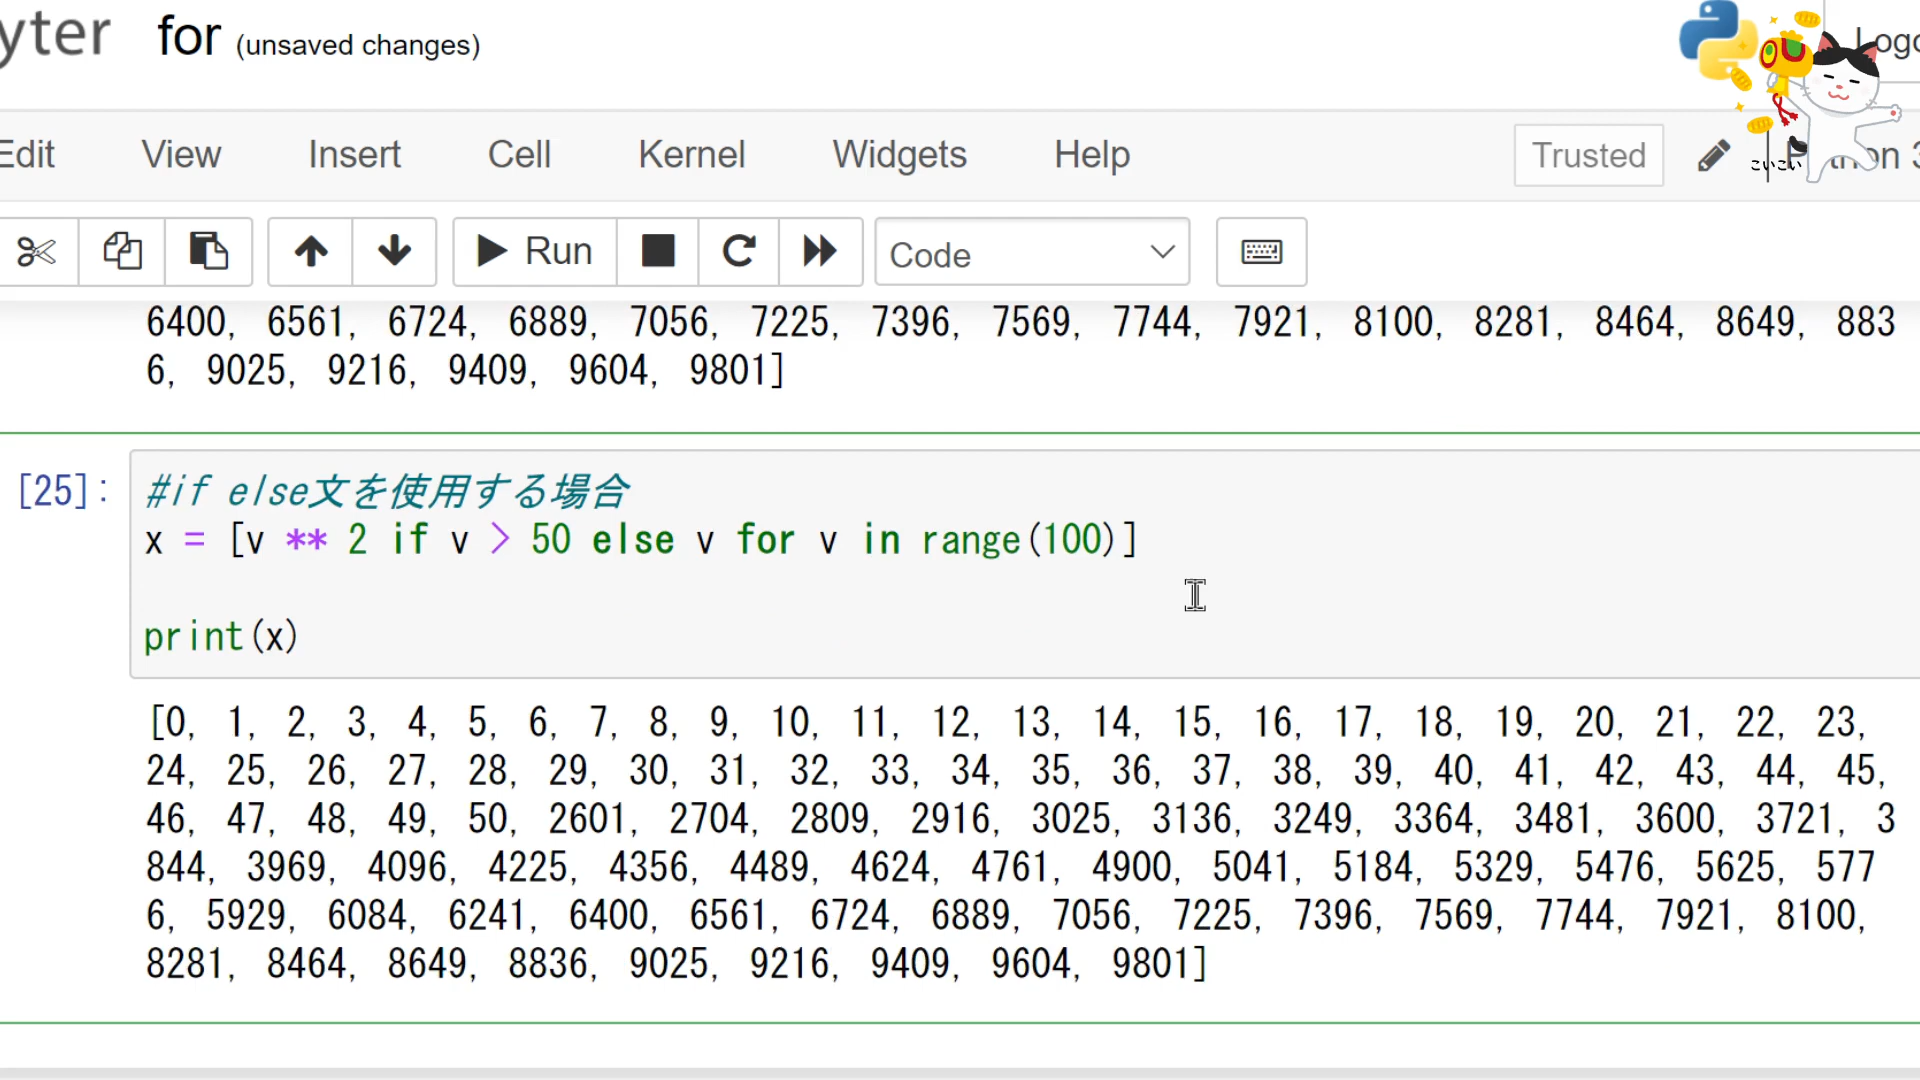 yter for (unsaved changes)
Logo
Edit View Insert Cell Kernel Widgets Help Trusted Python 3
こいこい
Run Code
6400, 6561, 6724, 6889, 7056, 7225, 7396, 7569, 7744, 7921, 8100, 8281, 8464, 8649, 883
6, 9025, 9216, 9409, 9604, 9801]
[25]:
#if else文を使用する場合
x = [v ** 2 if v > 50 else v for v in range(100)]
print(x)
[0, 1, 2, 3, 4, 5, 6, 7, 8, 9, 10, 11, 12, 13, 14, 15, 16, 17, 18, 19, 20, 21, 22, 23,
24, 25, 26, 27, 28, 29, 30, 31, 32, 33, 34, 35, 36, 37, 38, 39, 40, 41, 42, 43, 44, 45,
46, 47, 48, 49, 50, 2601, 2704, 2809, 2916, 3025, 3136, 3249, 3364, 3481, 3600, 3721, 3
844, 3969, 4096, 4225, 4356, 4489, 4624, 4761, 4900, 5041, 5184, 5329, 5476, 5625, 577
6, 5929, 6084, 6241, 6400, 6561, 6724, 6889, 7056, 7225, 7396, 7569, 7744, 7921, 8100,
8281, 8464, 8649, 8836, 9025, 9216, 9409, 9604, 9801]